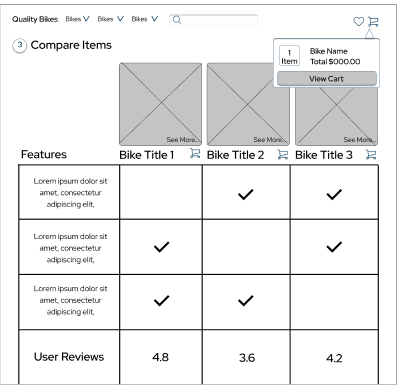 Quality Bikes Bikes Bikes Bikes
3 Compare Items
1 Item
Bike Name
Total $000.00
View Cart
See More... See More... See More...
Features Bike Title 1 Bike Title 2 Bike Title 3
Lorem ipsum dolor sit
amet, consectetur
adipiscing elit,
Lorem ipsum dolor sit
amet, consectetur
adipiscing elit,
Lorem ipsum dolor sit
amet, consectetur
adipiscing elit,
User Reviews 4.8 3.6 4.2